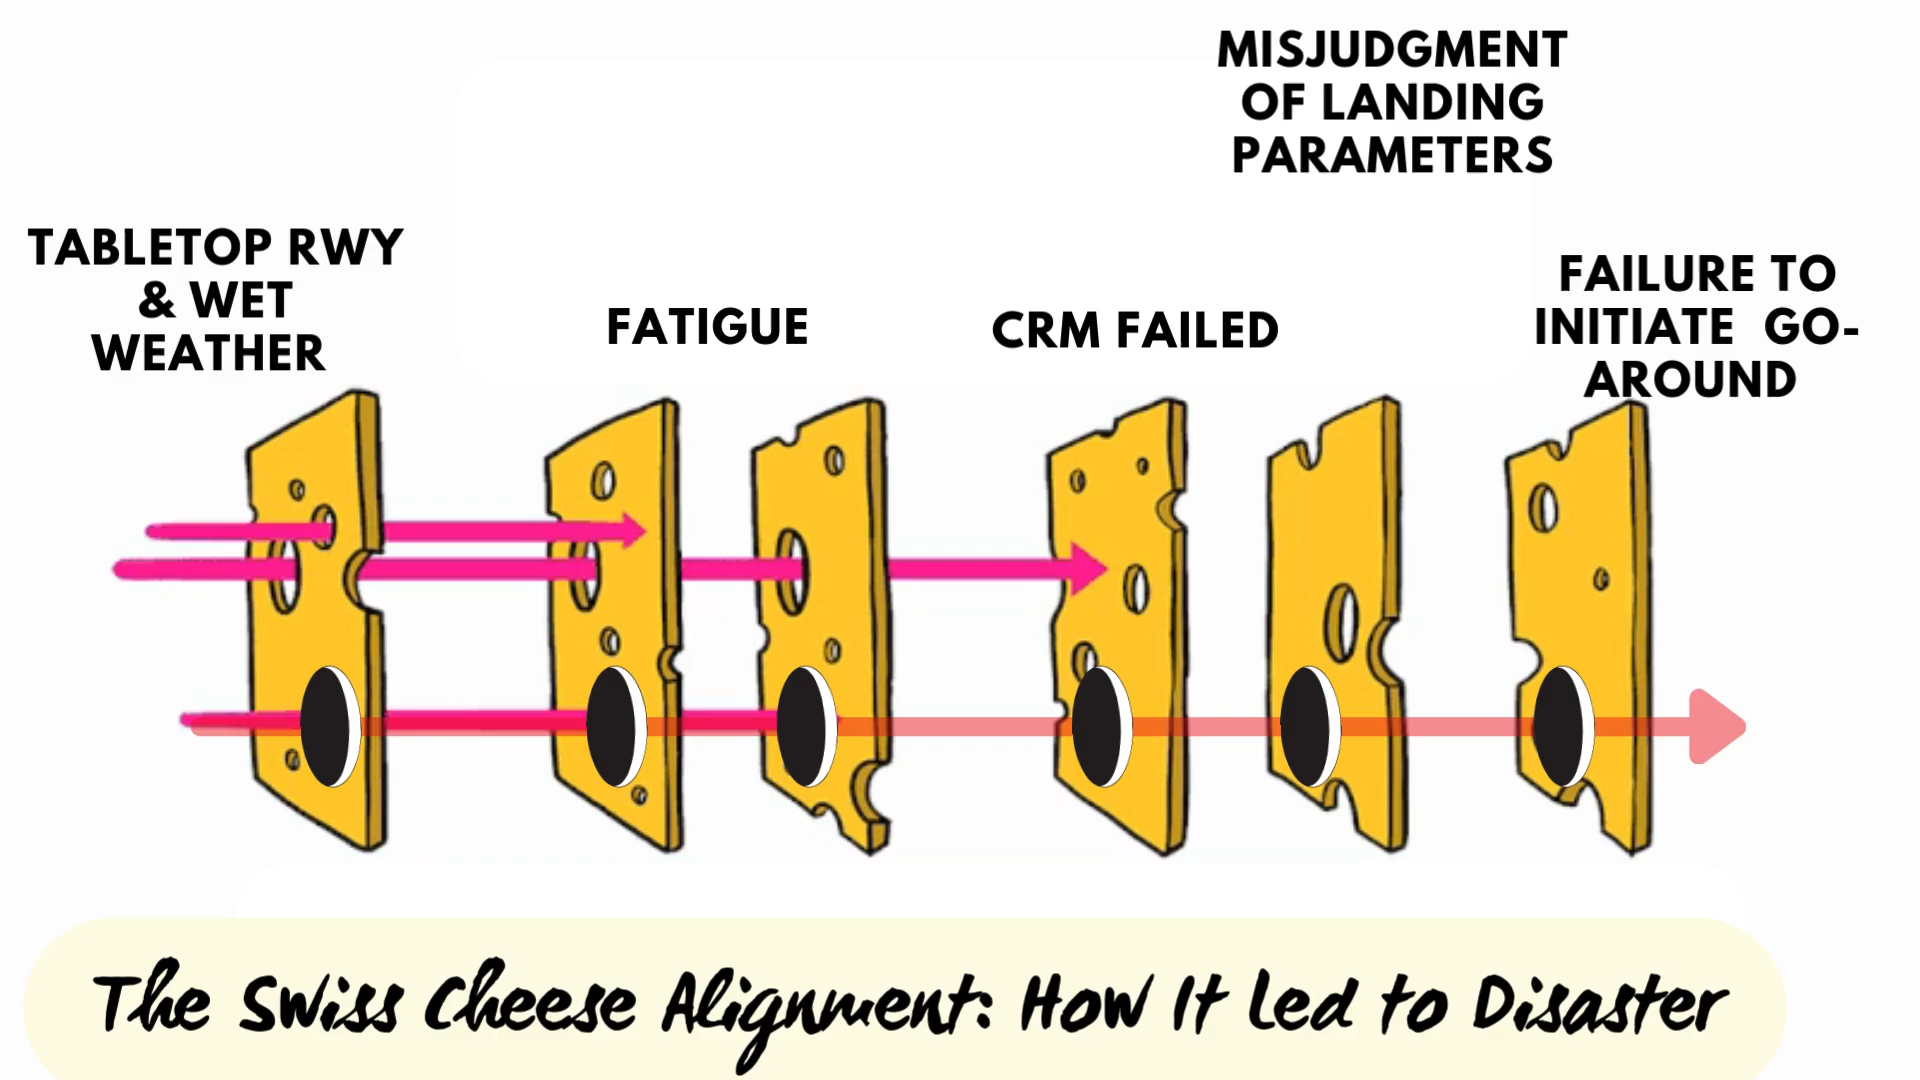 MISJUDGMENT
OF LANDING
PARAMETERS
TABLETOP RWY
& WET
WEATHER
FATIGUE
CRM FAILED
FAILURE TO
INITIATE GO-
AROUND
The Swiss Cheese Alignment: How It Led to Disaster